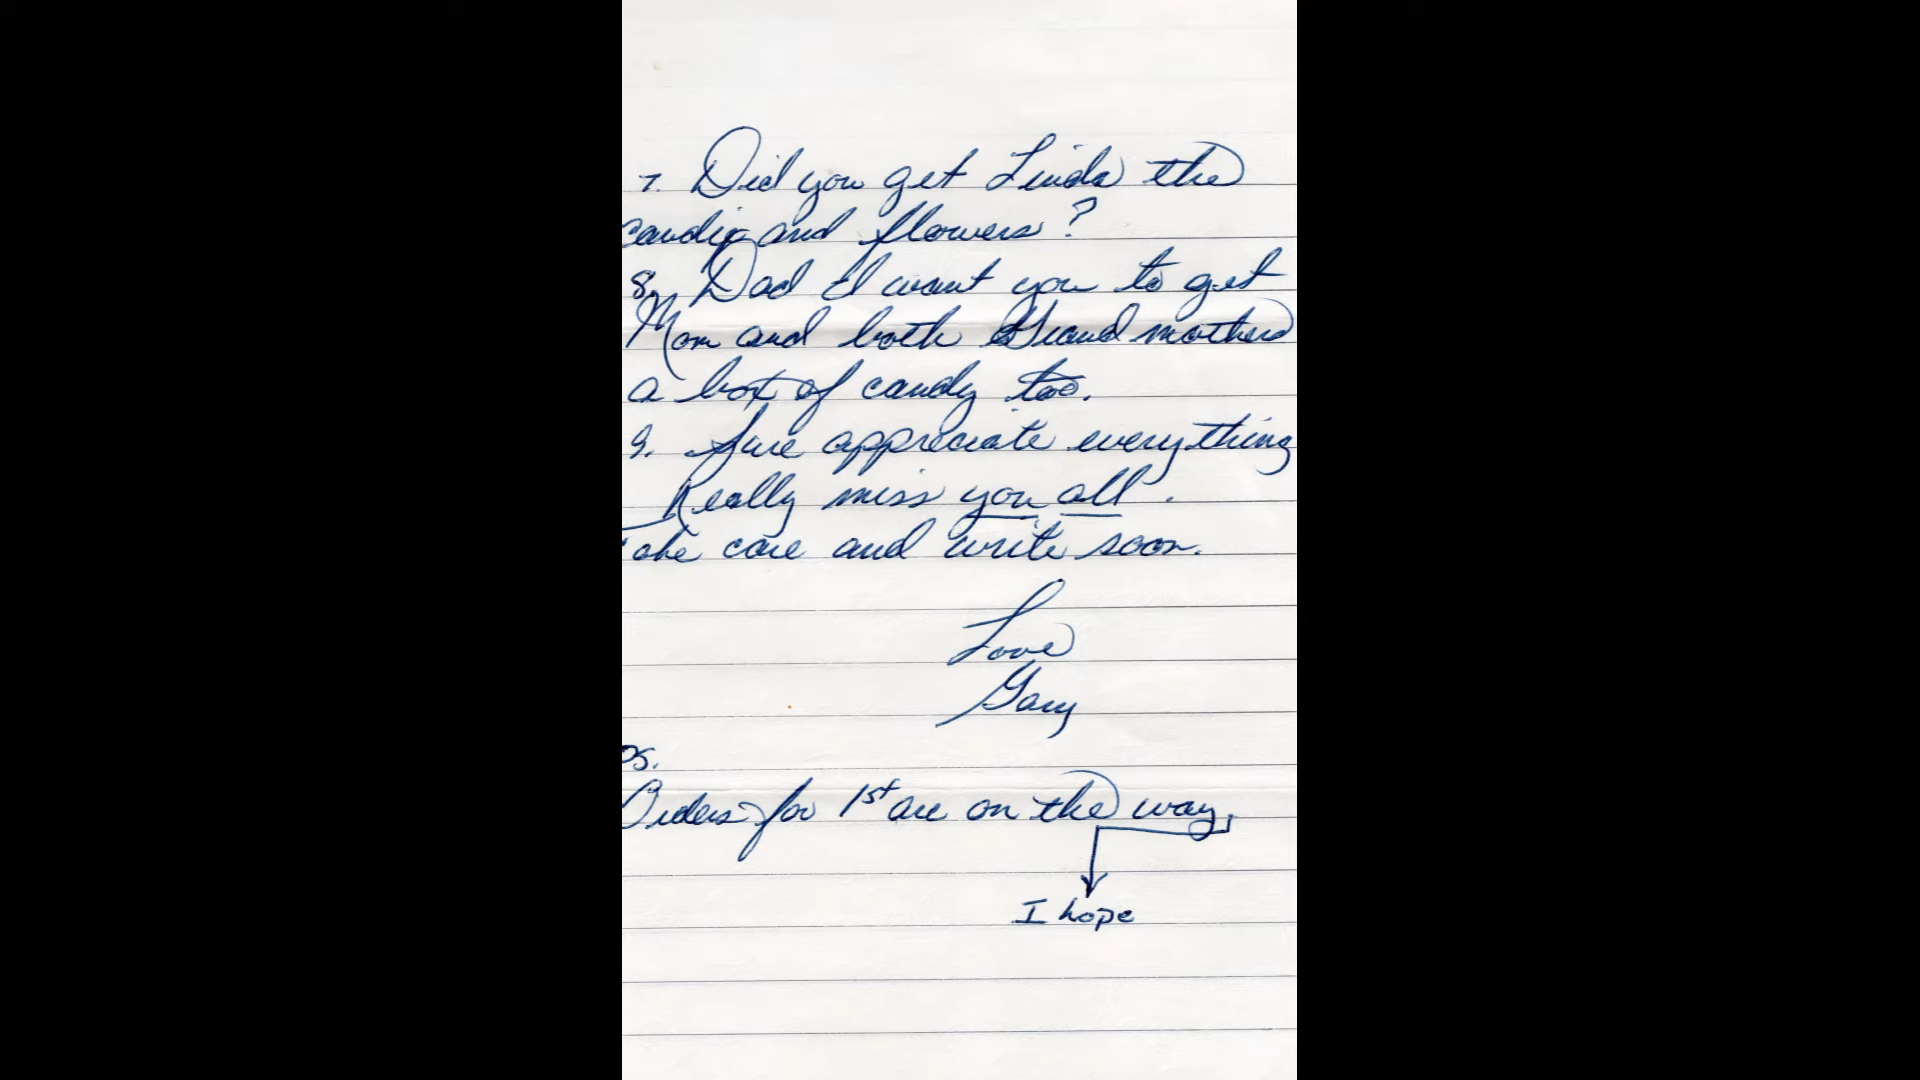 7. Did you get Linda the
candy and flowers?
8. Dad I want you to get
Mom and both Grandmothers
a box of candy too.
9. Sure appreciate everything
Really miss you all.
Take care and write soon.
Love
Gary
PS.
Orders for 1st are on the way,
I hope